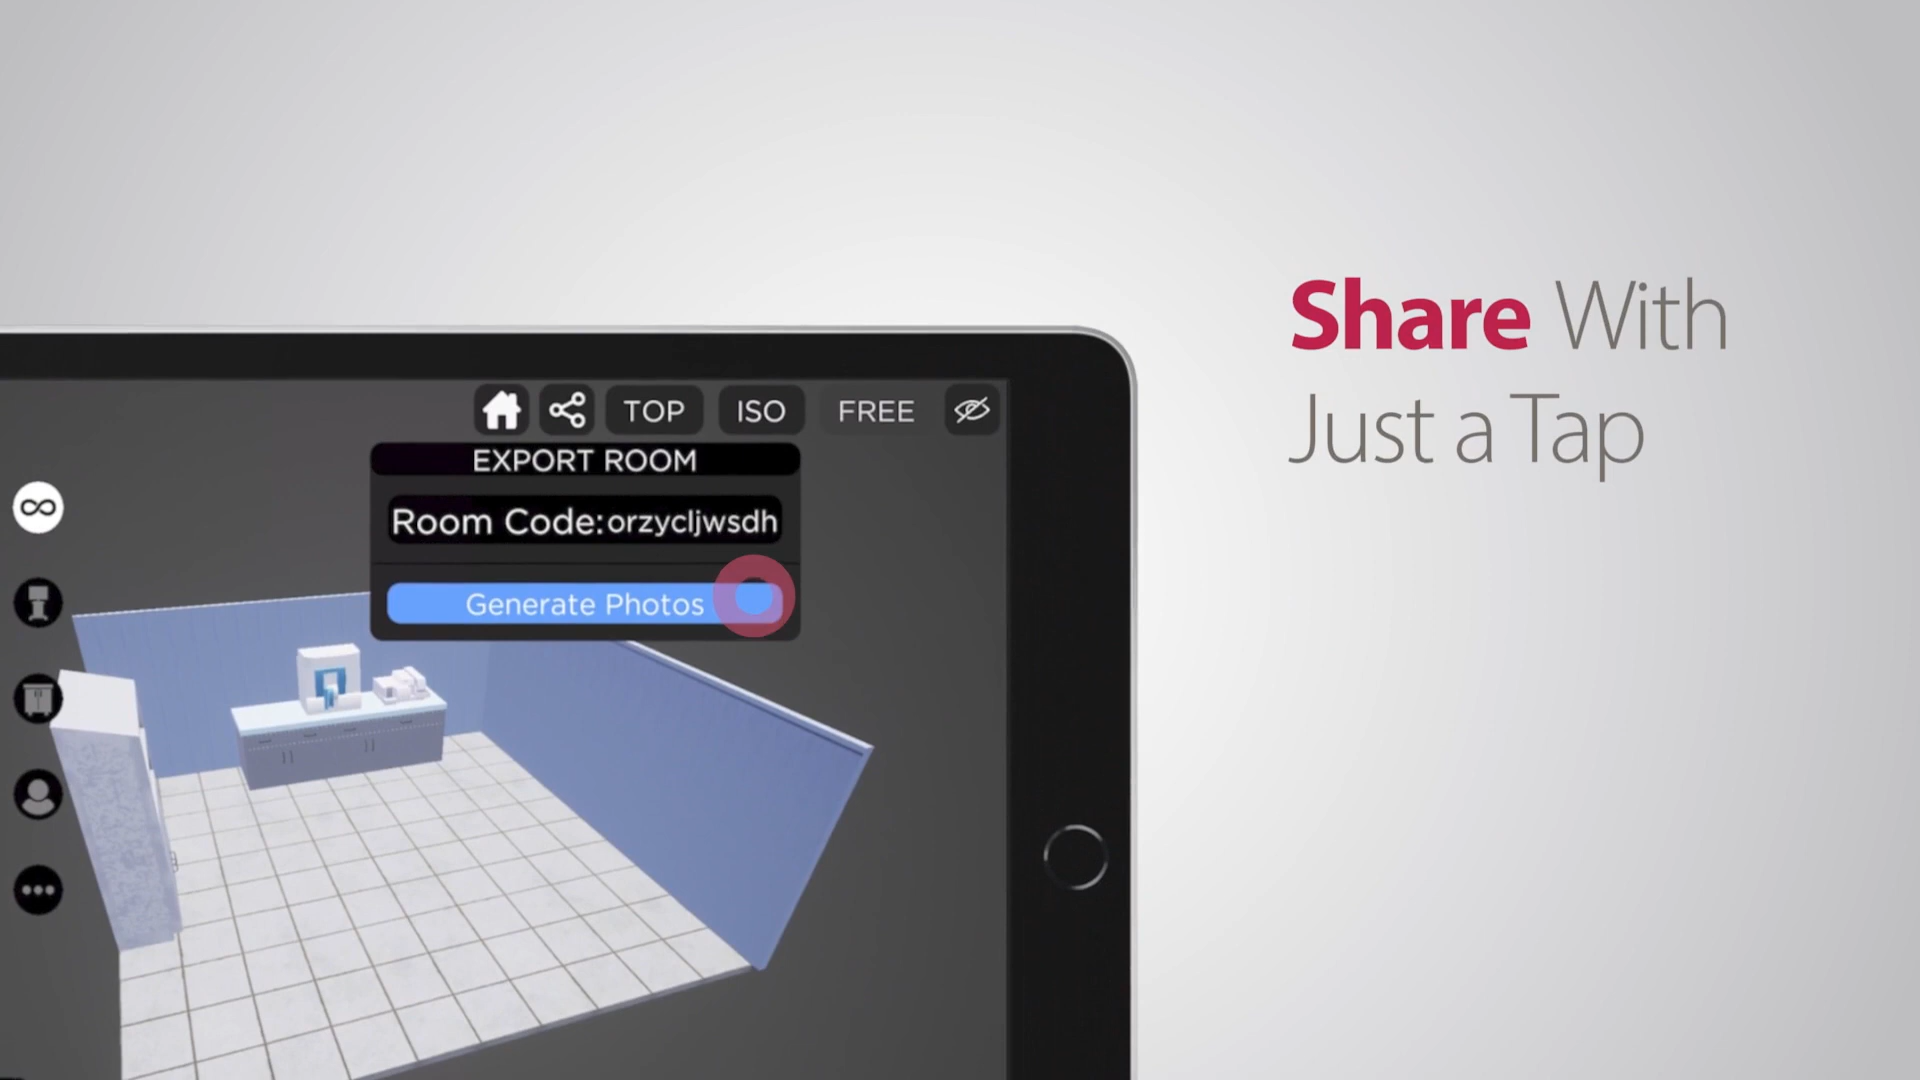 Share With
Just a Tap
TOP
ISO
FREE
EXPORT ROOM
Room Code:orzycljwsdh
Generate Photos